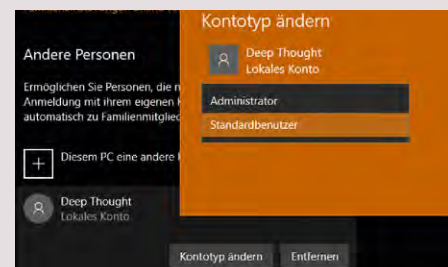 Kontotyp ändern
Deep Thought
Lokales Konto
Administrator
Standardbenutzer
Andere Personen
Ermöglichen Sie Personen, die
Anmeldung mit ihrem eigenen
automatisch zu
Diesem PC eine andere
Deep Thought
Lokales Konto
Kontotyp ändern
Entfernen